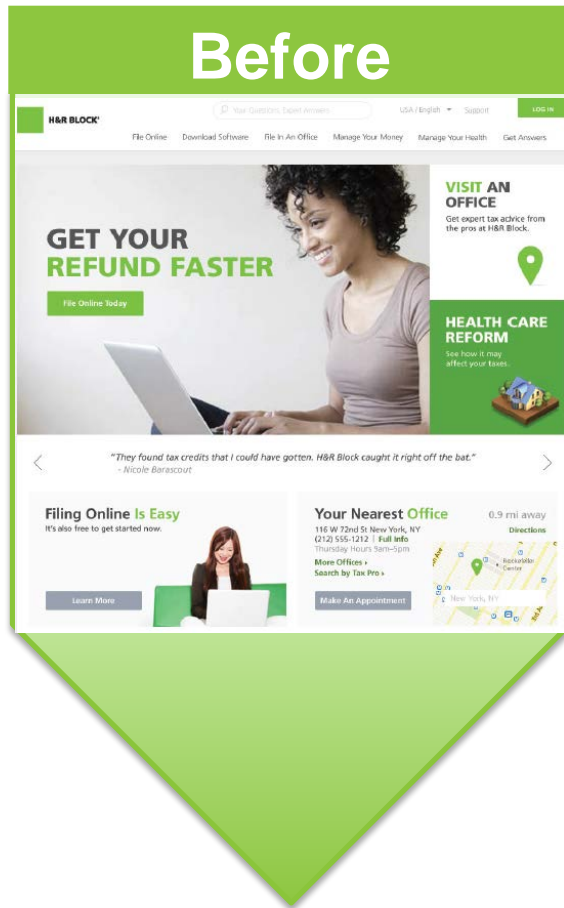 Before
Your Questions, Expert Answers
USA / English
Support
LOG IN
H&R BLOCK®
File Online
Download Software
File In An Office
Manage Your Money
Manage Your Health
Get Answers
GET YOUR
REFUND FASTER
File Online Today
VISIT AN
OFFICE
Get expert tax advice from
the pros at H&R Block.
HEALTH CARE
REFORM
See how it may
affect your taxes.
"They found tax credits that I could have gotten. H&R Block caught it right off the bat."
- Nicole Barascout
Filing Online Is Easy
It's also free to get started now.
Learn More
Your Nearest Office
0.9 mi away
116 W 72nd St New York, NY
Directions
(212) 555-1212 | Full Info
Thursday Hours 9am–5pm
More Offices ›
Search by Tax Pro ›
Make An Appointment
Rockefeller
Center
New York, NY
3rd Ave